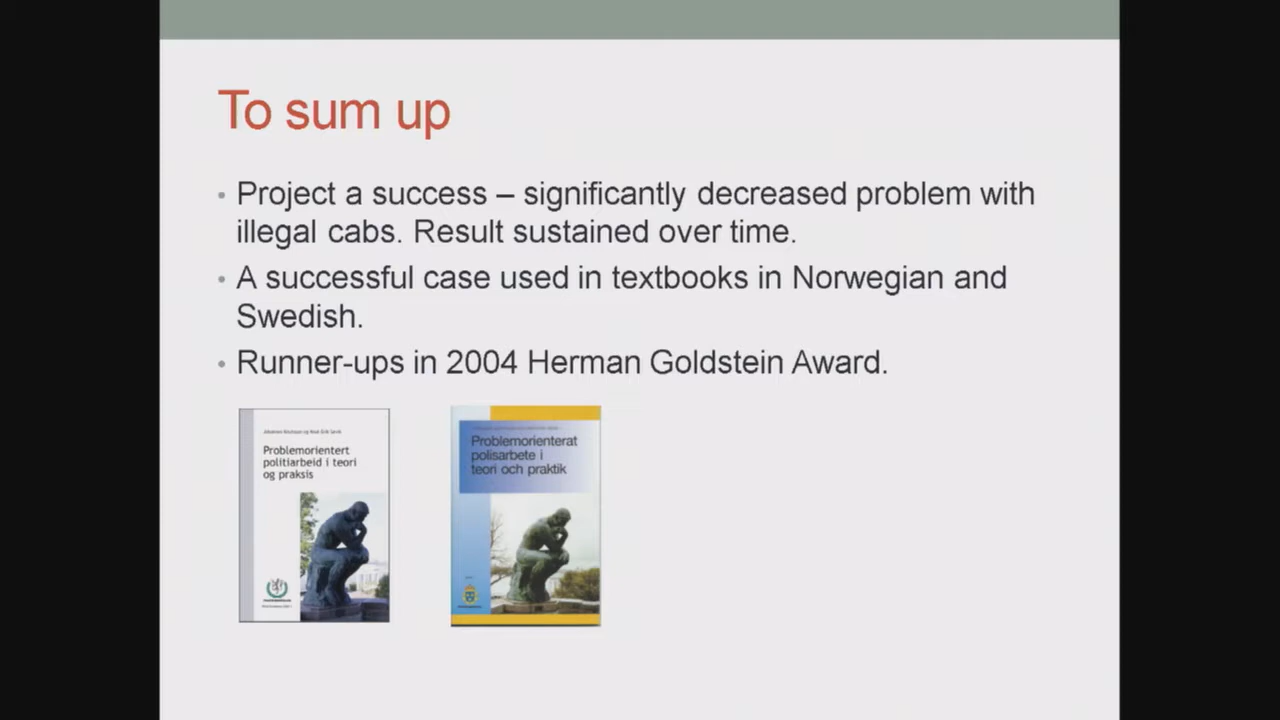 To sum up
• Project a success – significantly decreased problem with
illegal cabs. Result sustained over time.
• A successful case used in textbooks in Norwegian and
Swedish.
• Runner-ups in 2004 Herman Goldstein Award.
Problemorientert
politiarbeid i teori
og praksis
Problemorienterat
polisarbete i
teori och praktik